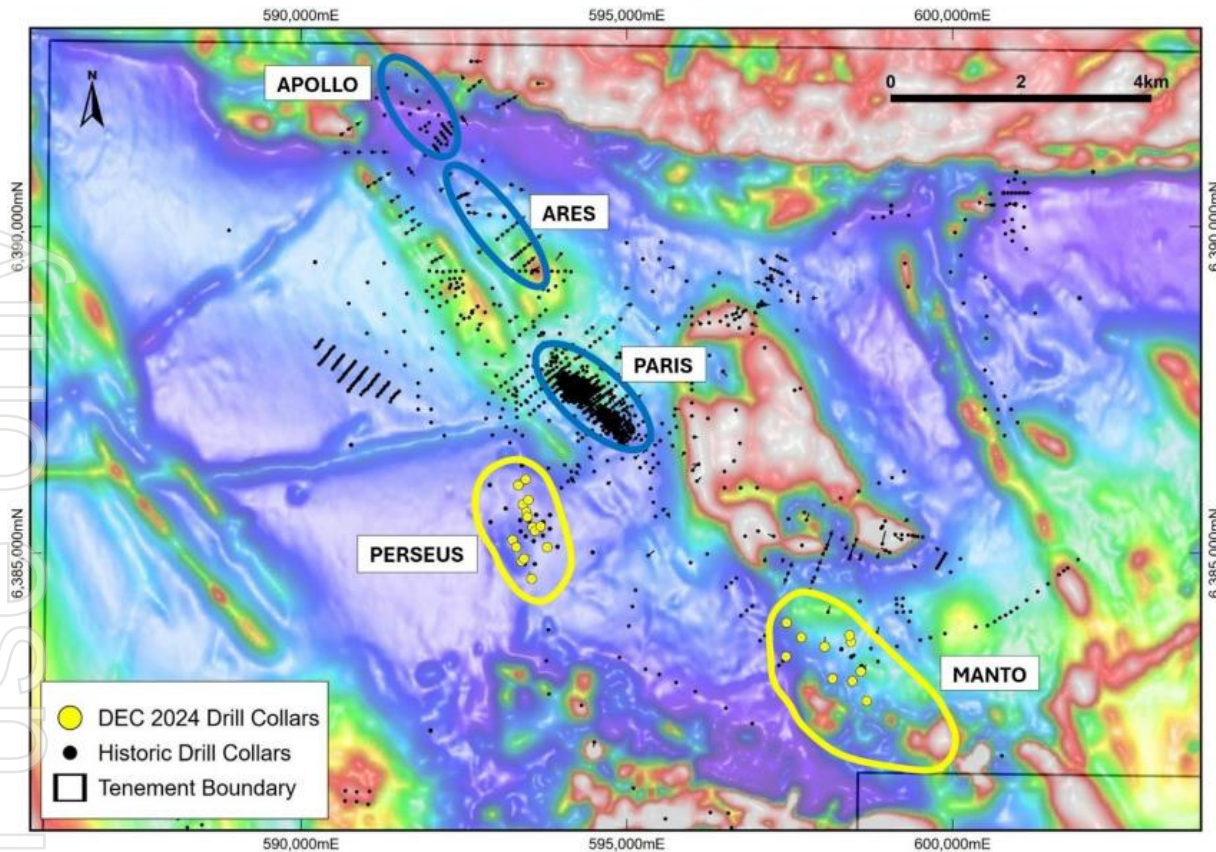 590,000mE
595,000mE
600,000mE
APOLLO
N
0 2 4km
ARES
6,390,000mN
6,390,000mN
PARIS
PERSEUS
6,385,000mN
6,385,000mN
MANTO
DEC 2024 Drill Collars
Historic Drill Collars
Tenement Boundary
590,000mE
595,000mE
600,000mE